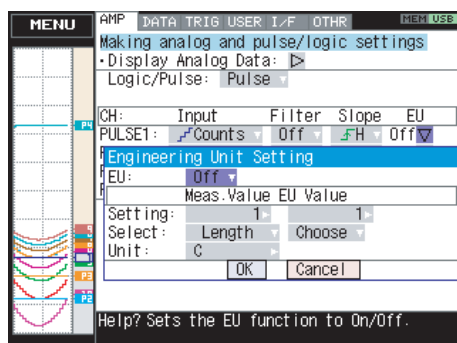 MENU
AMP DATA TRIG USER I/F OTHR MEM USB
Making analog and pulse/logic settings
・Display Analog Data:
Logic/Pulse: Pulse
CH: Input Filter Slope EU
PULSE1: Counts Off H Off
Engineering Unit Setting
EU: Off
Meas.Value EU Value
Setting: 1 1
Select: Length Choose
Unit: C
OK Cancel
P4
P3
P2
Help? Sets the EU function to On/Off.